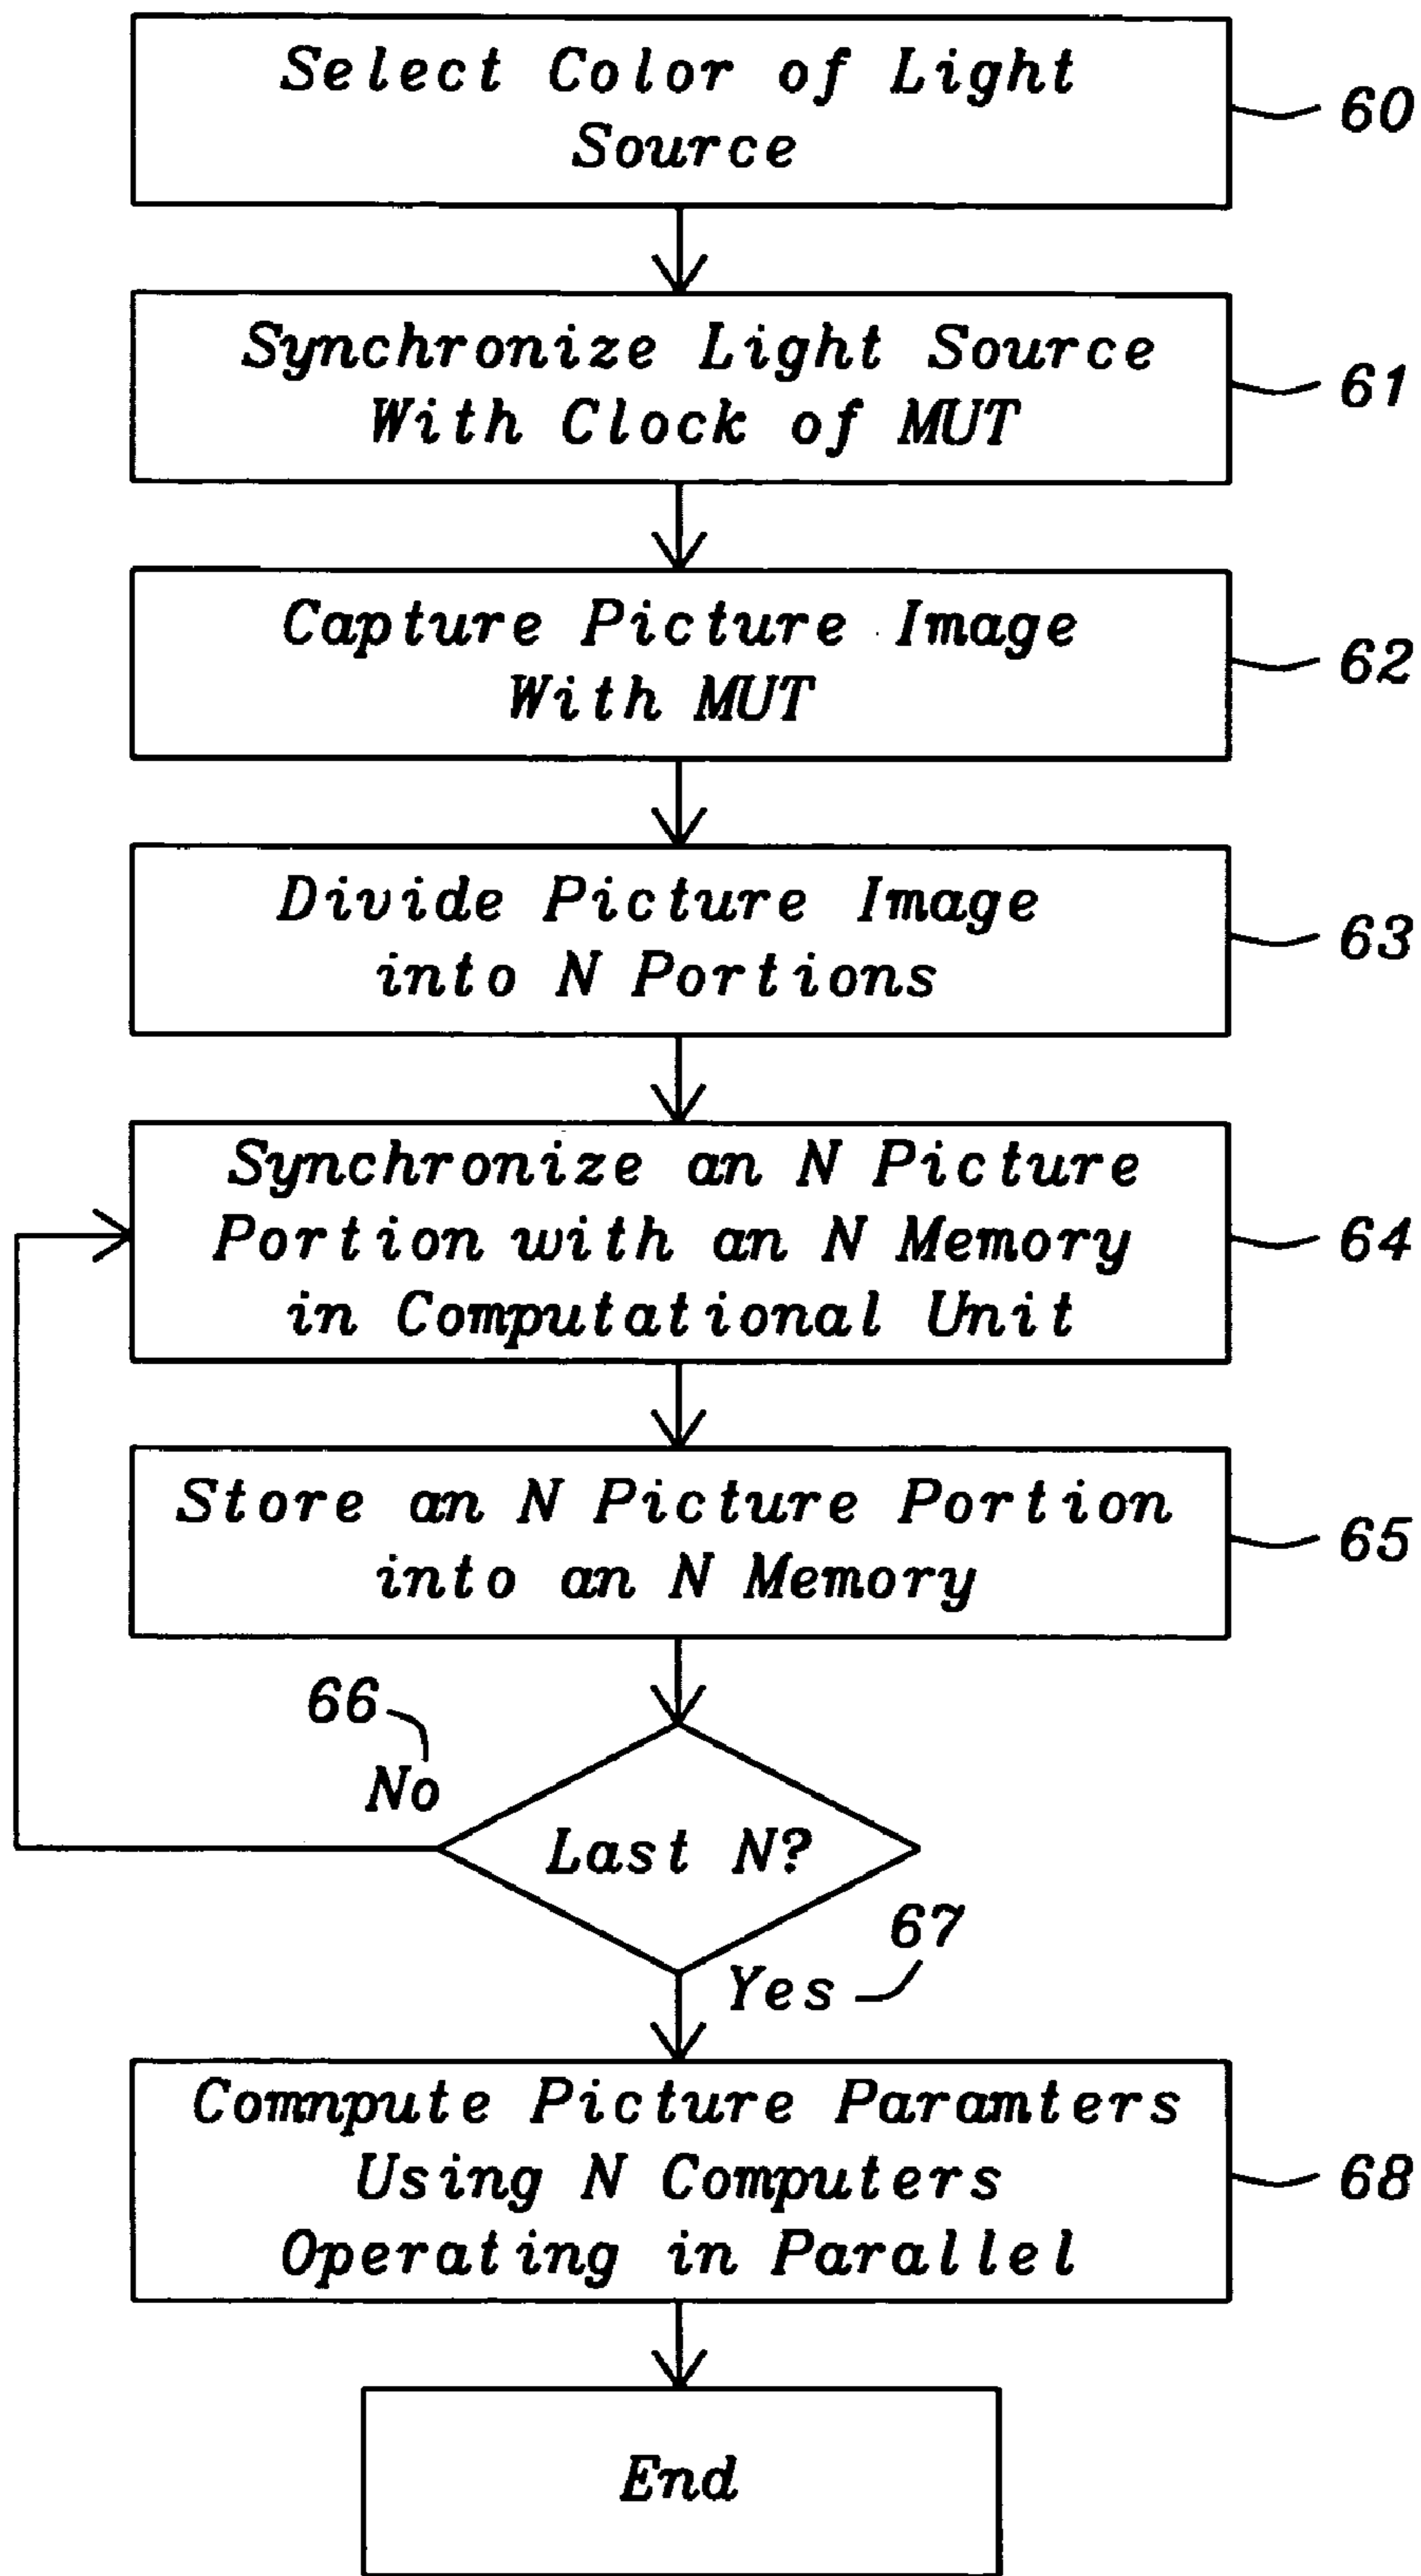 Select Color of Light
Source
60
Synchronize Light Source
With Clock of MUT
61
Capture Picture Image
With MUT
62
Divide Picture Image
into N Portions
63
Synchronize an N Picture
Portion with an N Memory
in Computational Unit
64
Store an N Picture Portion
into an N Memory
65
66
No
Last N?
67
Yes
Comnpute Picture Paramters
Using N Computers
Operating in Parallel
68
End